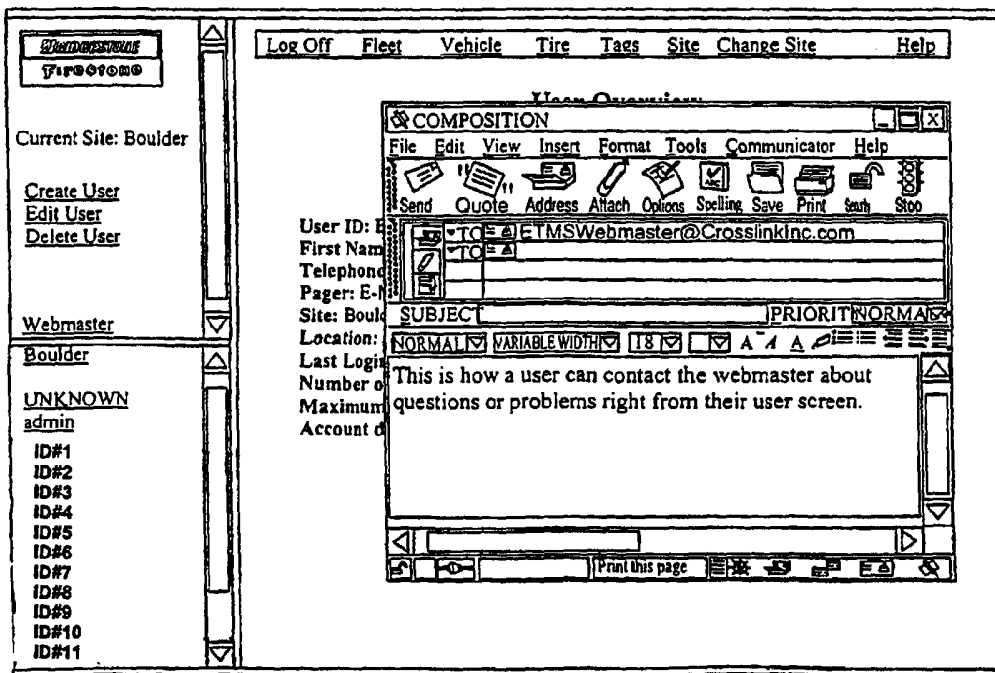 BRIDGESTONE
Firestone
Current Site: Boulder
Create User
Edit User
Delete User
Webmaster
Boulder
UNKNOWN
admin
ID#1
ID#2
ID#3
ID#4
ID#5
ID#6
ID#7
ID#8
ID#9
ID#10
ID#11
Log Off Fleet Vehicle Tire Tags Site Change Site Help
User Overview
User ID: E
First Nam
Telephone
Pager: E-M
Site: Bould
Location:
Last Login
Number o
Maximum
Account d
COMPOSITION
File Edit View Insert Format Tools Communicator Help
Send Quote Address Attach Options Spelling Save Print Stop
TO ETMSWebmaster@CrosslinkInc.com
TO
SUBJECT PRIORIT NORMA
NORMAL VARIABLE WIDTH 18 A A A
This is how a user can contact the webmaster about
questions or problems right from their user screen.
Print this page